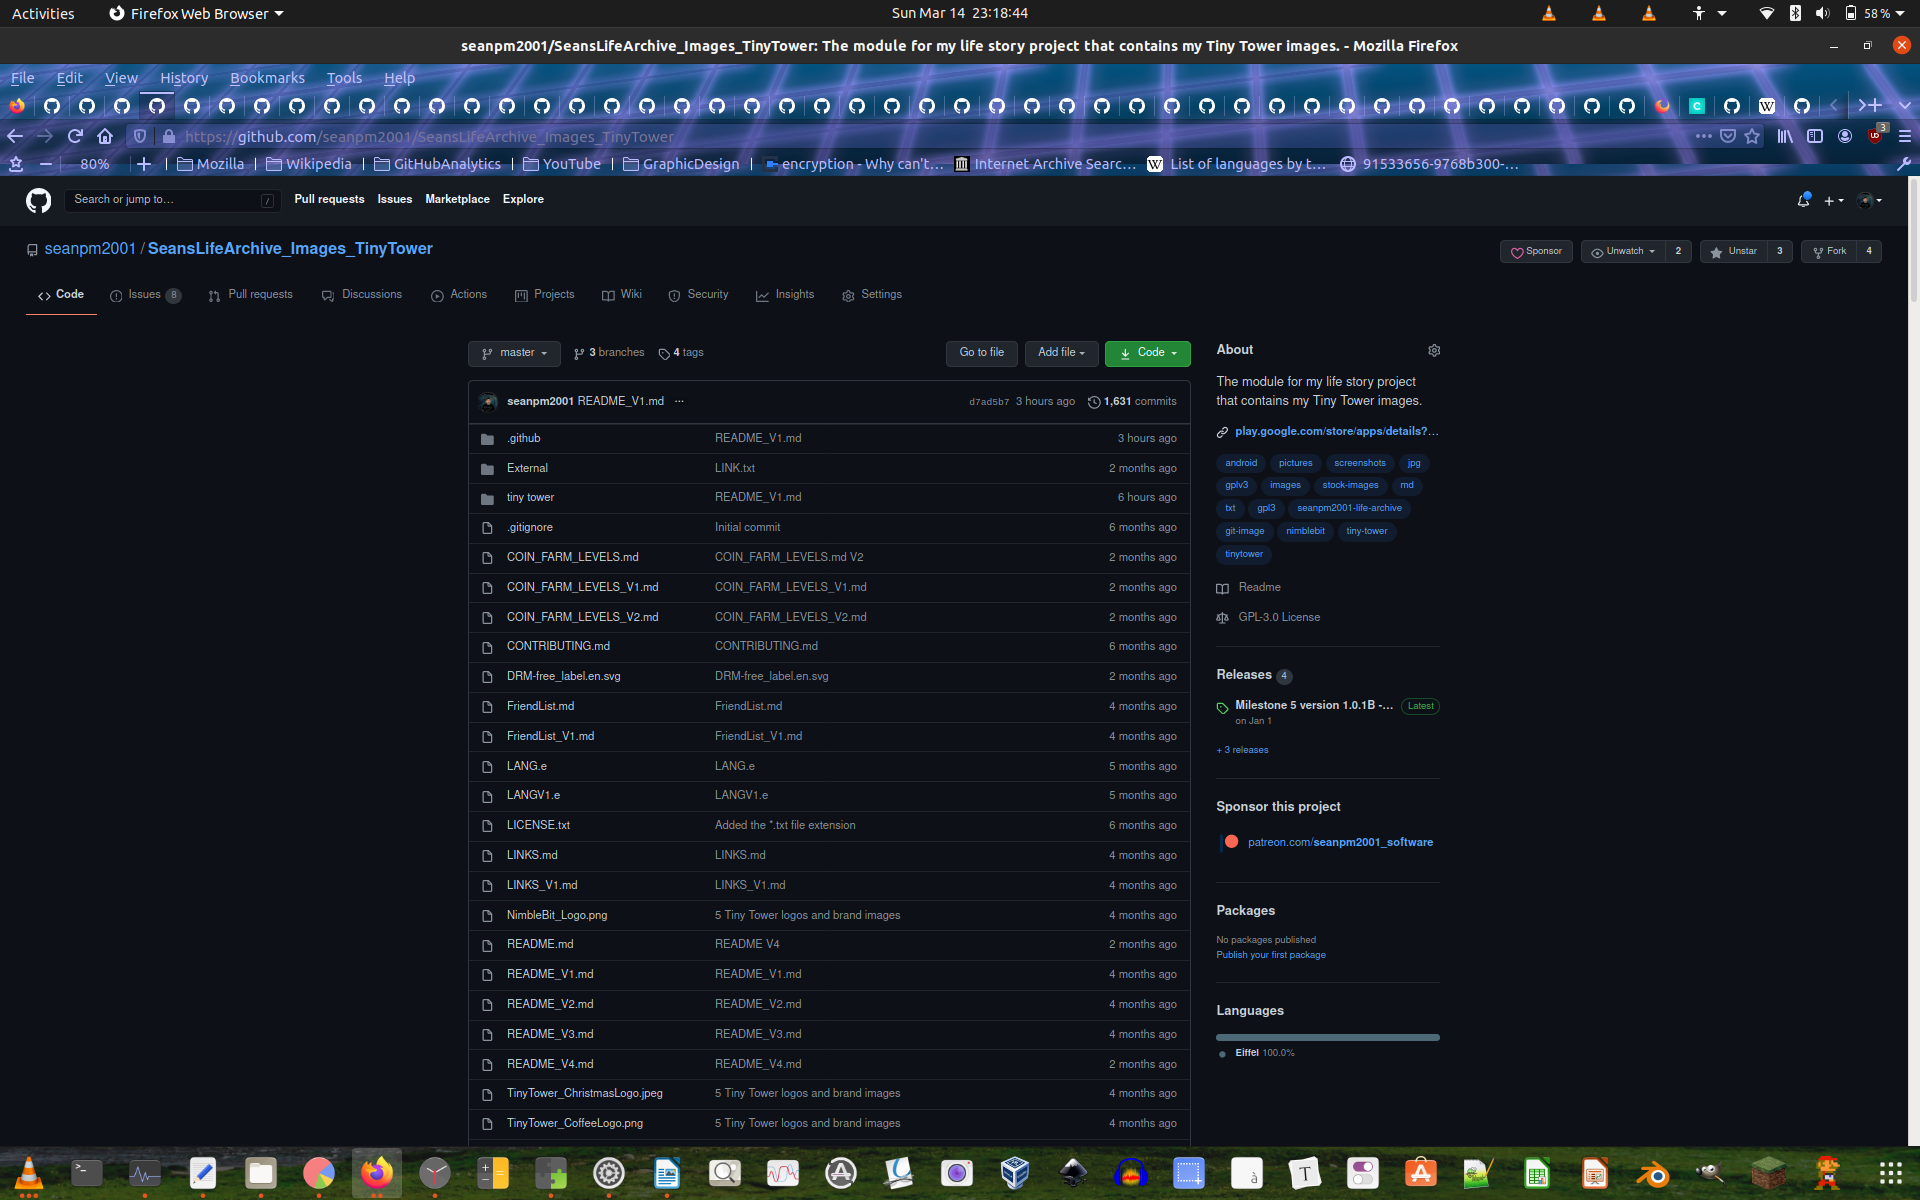 Activities Firefox Web Browser Sun Mar 14 23:18:44 58 %
seanpm2001/SeansLifeArchive_Images_TinyTower: The module for my life story project that contains my Tiny Tower images. - Mozilla Firefox
File Edit View History Bookmarks Tools Help
https://github.com/seanpm2001/SeansLifeArchive_Images_TinyTower 3
80% Mozilla Wikipedia GitHubAnalytics YouTube GraphicDesign encryption - Why can't… Internet Archive Searc… List of languages by t… 91533656-9768b300-…
Search or jump to… / Pull requests Issues Marketplace Explore
seanpm2001 / SeansLifeArchive_Images_TinyTower Sponsor Unwatch 2 Unstar 3 Fork 4
Code Issues 8 Pull requests Discussions Actions Projects Wiki Security Insights Settings
master 3 branches 4 tags Go to file Add file Code
seanpm2001 README_V1.md ... d7ad5b7 3 hours ago 1,631 commits
.github README_V1.md 3 hours ago
External LINK.txt 2 months ago
tiny tower README_V1.md 6 hours ago
.gitignore Initial commit 6 months ago
COIN_FARM_LEVELS.md COIN_FARM_LEVELS.md V2 2 months ago
COIN_FARM_LEVELS_V1.md COIN_FARM_LEVELS_V1.md 2 months ago
COIN_FARM_LEVELS_V2.md COIN_FARM_LEVELS_V2.md 2 months ago
CONTRIBUTING.md CONTRIBUTING.md 6 months ago
DRM-free_label.en.svg DRM-free_label.en.svg 2 months ago
FriendList.md FriendList.md 4 months ago
FriendList_V1.md FriendList_V1.md 4 months ago
LANG.e LANG.e 5 months ago
LANGV1.e LANGV1.e 5 months ago
LICENSE.txt Added the *.txt file extension 6 months ago
LINKS.md LINKS.md 4 months ago
LINKS_V1.md LINKS_V1.md 4 months ago
NimbleBit_Logo.png 5 Tiny Tower logos and brand images 4 months ago
README.md README V4 2 months ago
README_V1.md README_V1.md 4 months ago
README_V2.md README_V2.md 4 months ago
README_V3.md README_V3.md 4 months ago
README_V4.md README_V4.md 2 months ago
TinyTower_ChristmasLogo.jpeg 5 Tiny Tower logos and brand images 4 months ago
TinyTower_CoffeeLogo.png 5 Tiny Tower logos and brand images 4 months ago
About
The module for my life story project
that contains my Tiny Tower images.
play.google.com/store/apps/details?…
android pictures screenshots jpg
gplv3 images stock-images md
txt gpl3 seanpm2001-life-archive
git-image nimblebit tiny-tower
tinytower
Readme
GPL-3.0 License
Releases 4
Milestone 5 version 1.0.1B -… Latest
on Jan 1
+ 3 releases
Sponsor this project
patreon.com/seanpm2001_software
Packages
No packages published
Publish your first package
Languages
Eiffel 100.0%